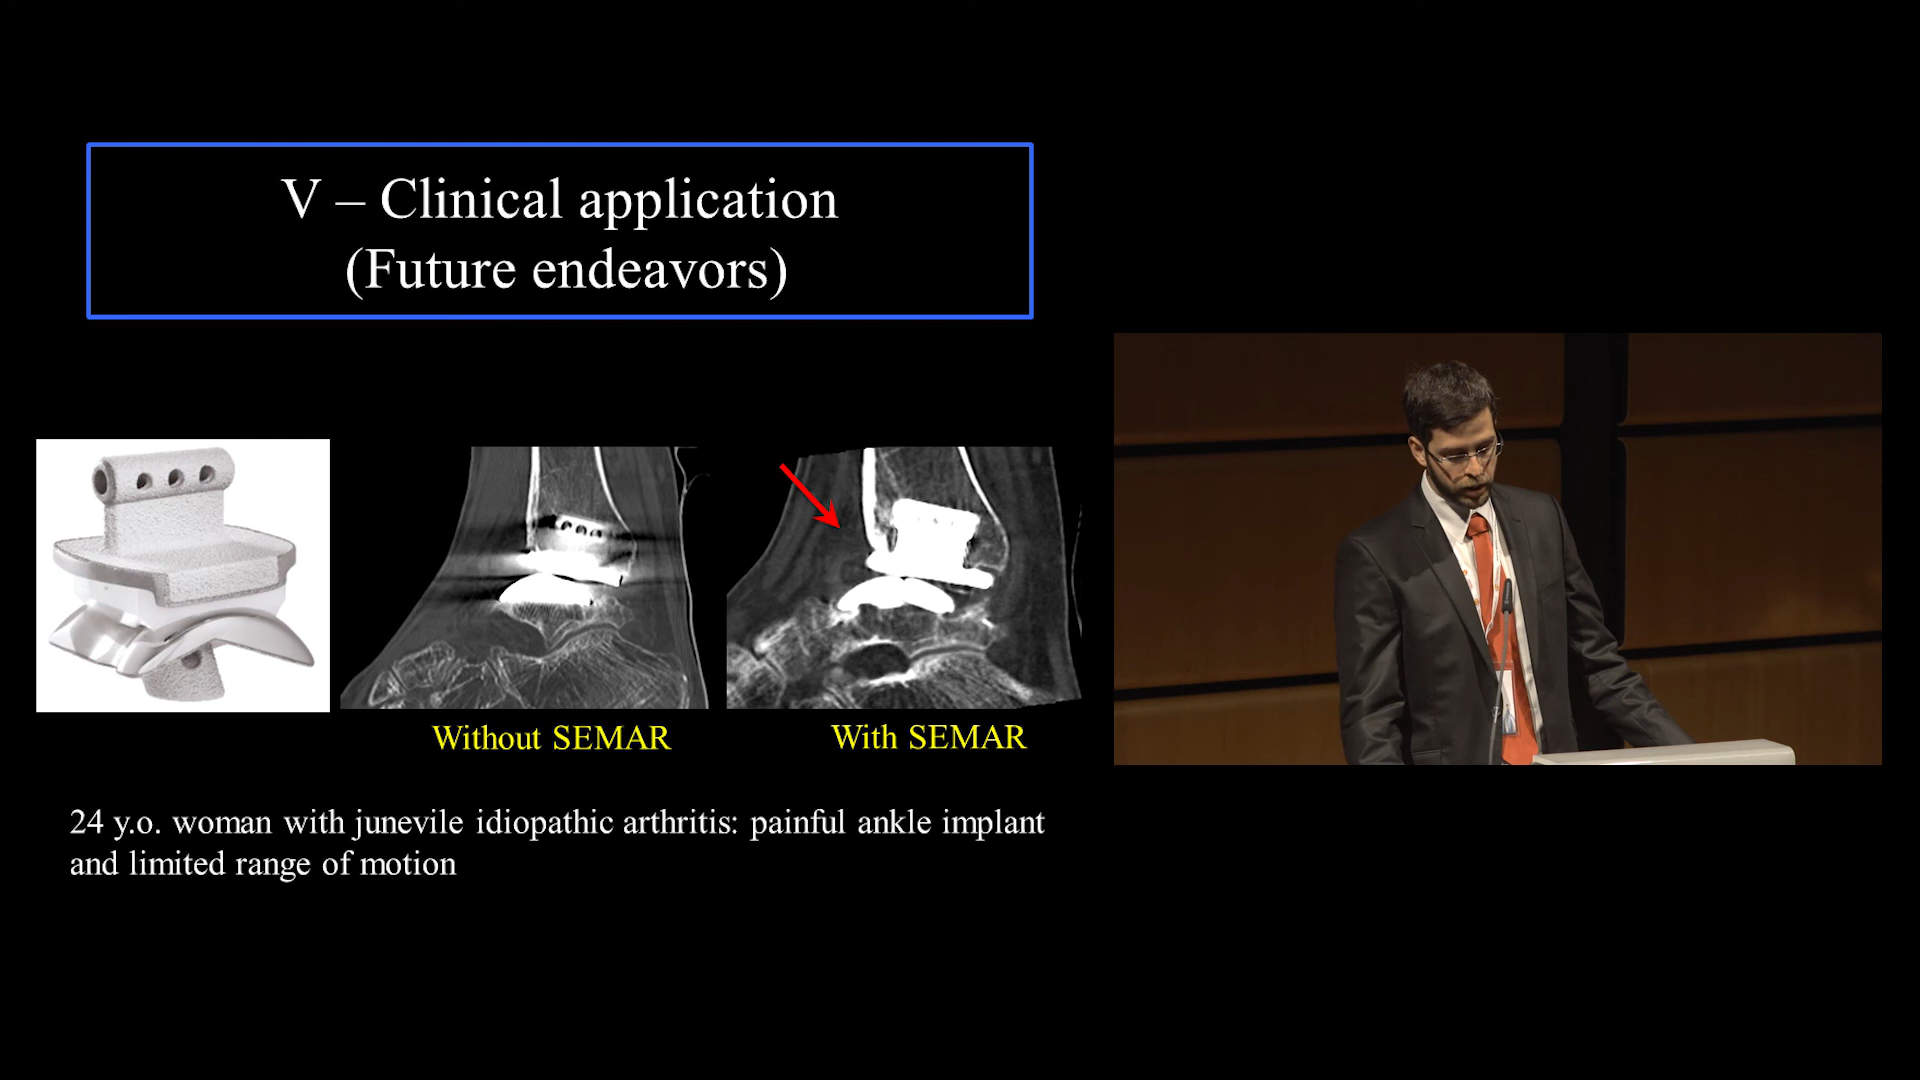 V – Clinical application
(Future endeavors)
Without SEMAR
With SEMAR
24 y.o. woman with junevile idiopathic arthritis: painful ankle implant
and limited range of motion